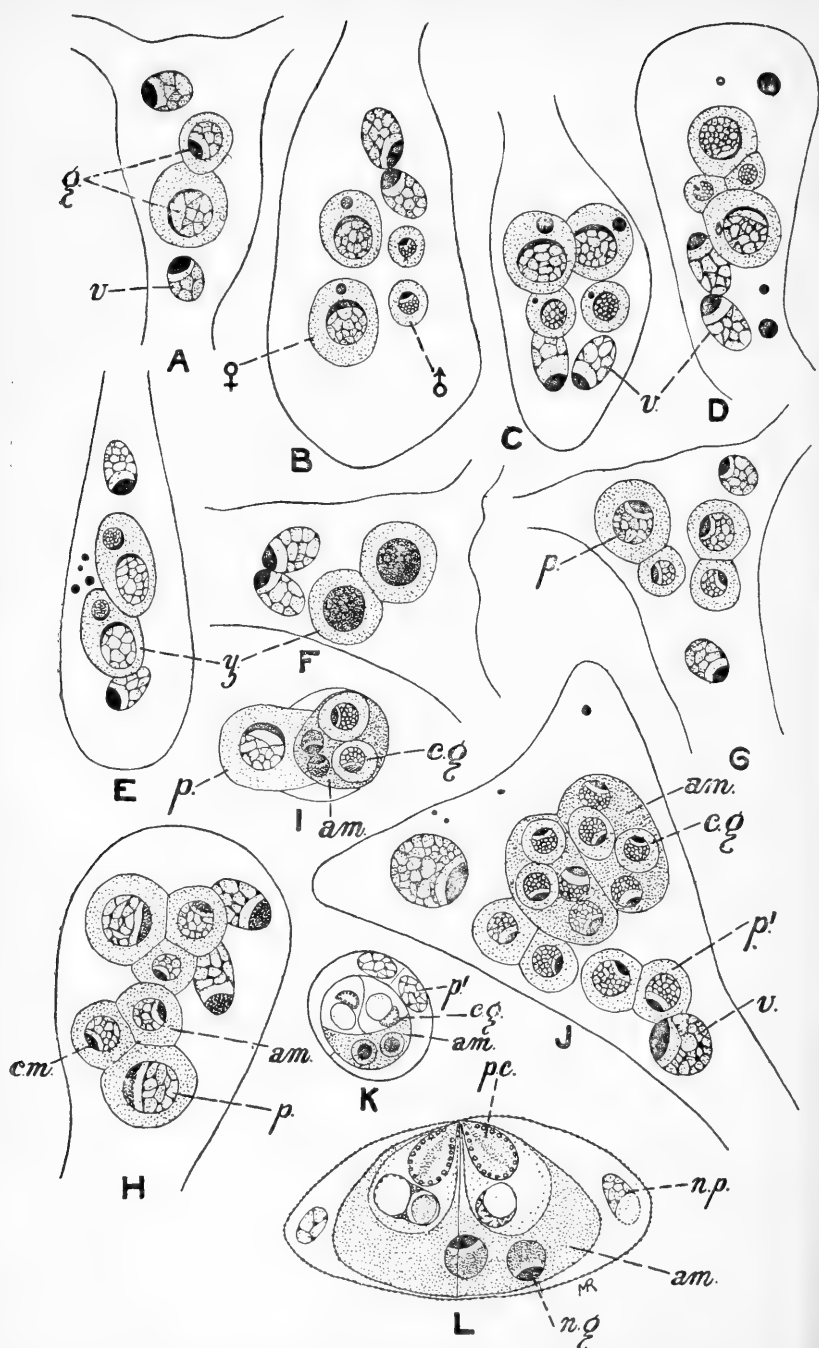 g
v
A
♀
B
♂
C
v.
D
E
y
F
p.
G
p.
am.
c.g
I
am.
c.g
p'.
v.
J
c.m.
am.
p.
H
p'
c.g.
am.
K
p.c.
n.p.
am.
n.g
MR
L